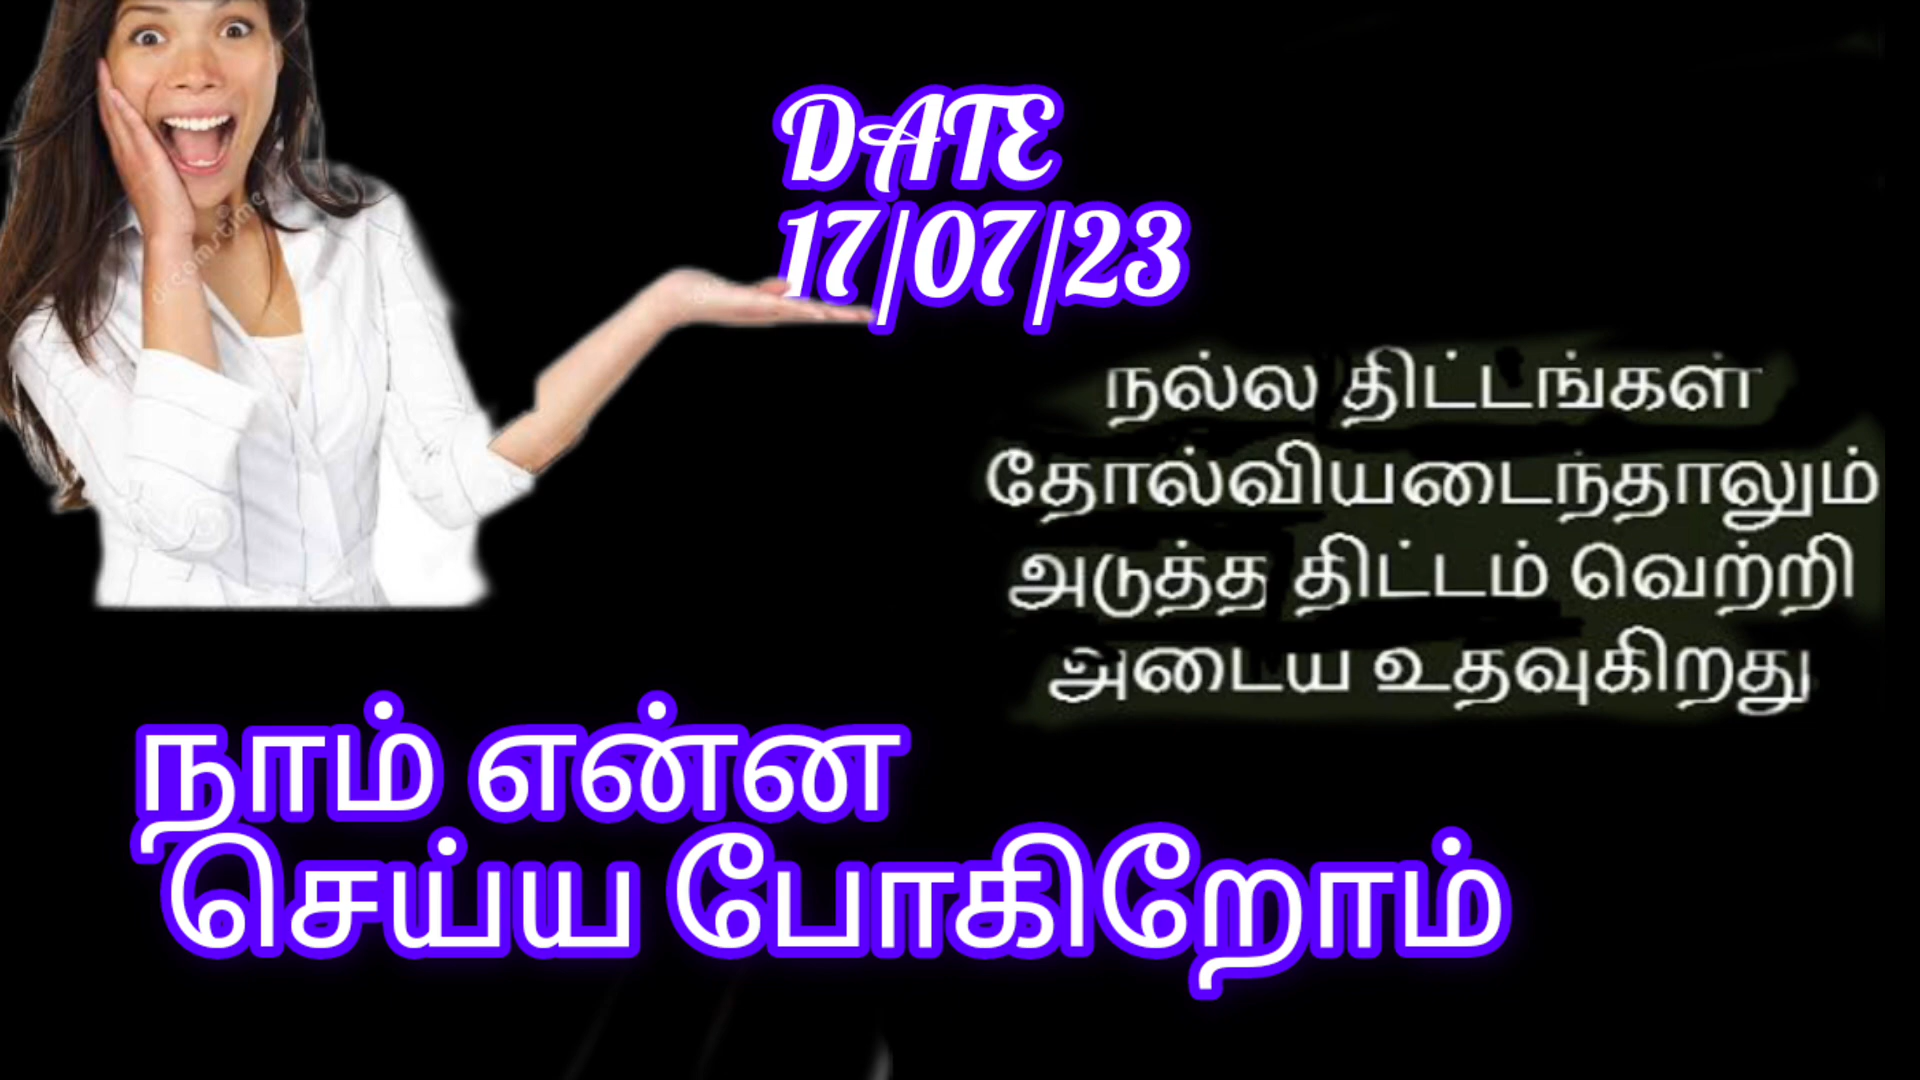 DATE
17/07/23
நல்ல திட்டங்கள்
தோல்வியடைந்தாலும்
அடுத்த திட்டம் வெற்றி
அடைய உதவுகிறது
நாம் என்ன
செய்ய போகிறோம்